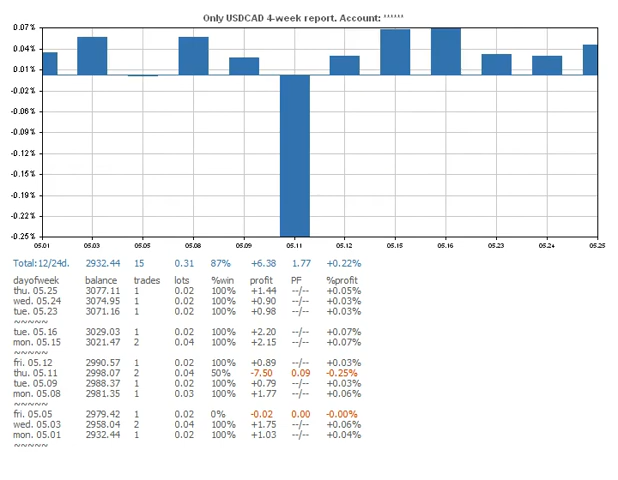 Only USDCAD 4-week report. Account: ******
0.07%
0.04%
0.01%
-0.02%
-0.06%
-0.09%
-0.12%
-0.15%
-0.19%
-0.22%
-0.25%
05.01 05.03 05.05 05.08 05.09 05.11 05.12 05.15 05.16 05.23 05.24 05.25
Total:12/24d. 2932.44 15 0.31 87% +6.38 1.77 +0.22%
dayofweek balance trades lots %win profit PF %profit
thu. 05.25 3077.11 1 0.02 100% +1.44 --/-- +0.05%
wed. 05.24 3074.95 1 0.02 100% +0.90 --/-- +0.03%
tue. 05.23 3071.16 1 0.02 100% +0.98 --/-- +0.03%
~~~~~
tue. 05.16 3029.03 1 0.02 100% +2.20 --/-- +0.07%
mon. 05.15 3021.47 2 0.04 100% +2.15 --/-- +0.07%
~~~~~
fri. 05.12 2990.57 1 0.02 100% +0.89 --/-- +0.03%
thu. 05.11 2998.07 2 0.04 50% -7.50 0.09 -0.25%
tue. 05.09 2988.37 1 0.02 100% +0.79 --/-- +0.03%
mon. 05.08 2981.35 1 0.03 100% +1.77 --/-- +0.06%
~~~~~
fri. 05.05 2979.42 1 0.02 0% -0.02 0.00 -0.00%
wed. 05.03 2958.04 2 0.04 100% +1.75 --/-- +0.06%
mon. 05.01 2932.44 1 0.02 100% +1.03 --/-- +0.04%
~~~~~